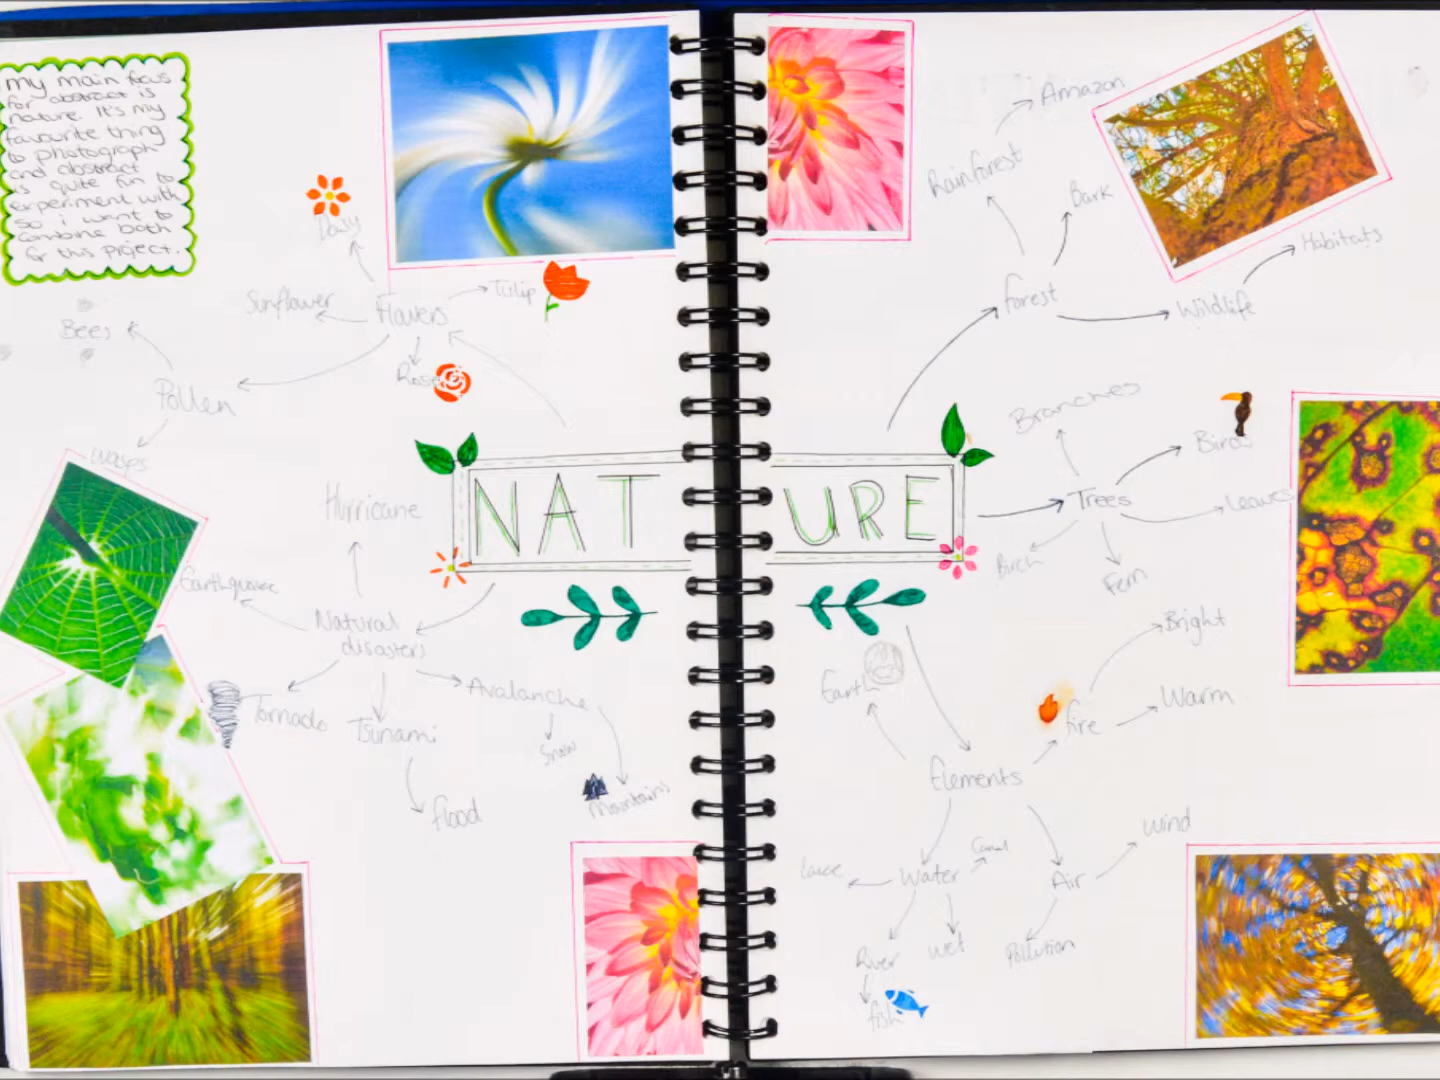 my main focus
for abstract is
nature. It's my
favourite thing
to photograph
and abstract
is quite fun to
experiment with
so i want to
combine both
for this project.
Daisy
Sunflower
Flowers
Tulip
Rose
Bees
Pollen
wasps
NATURE
Hurricane
Earthquake
Natural
disasters
Tornado
Tsunami
Avalanche
Snow
Mountains
flood
Amazon
Rainforest
Bark
Habitats
forest
Wildlife
Branches
Birds
Trees
Leaves
Birch
Fern
Bright
Earth
fire
Warm
Elements
wind
Canal
Water
Air
River
wet
Pollution
fish